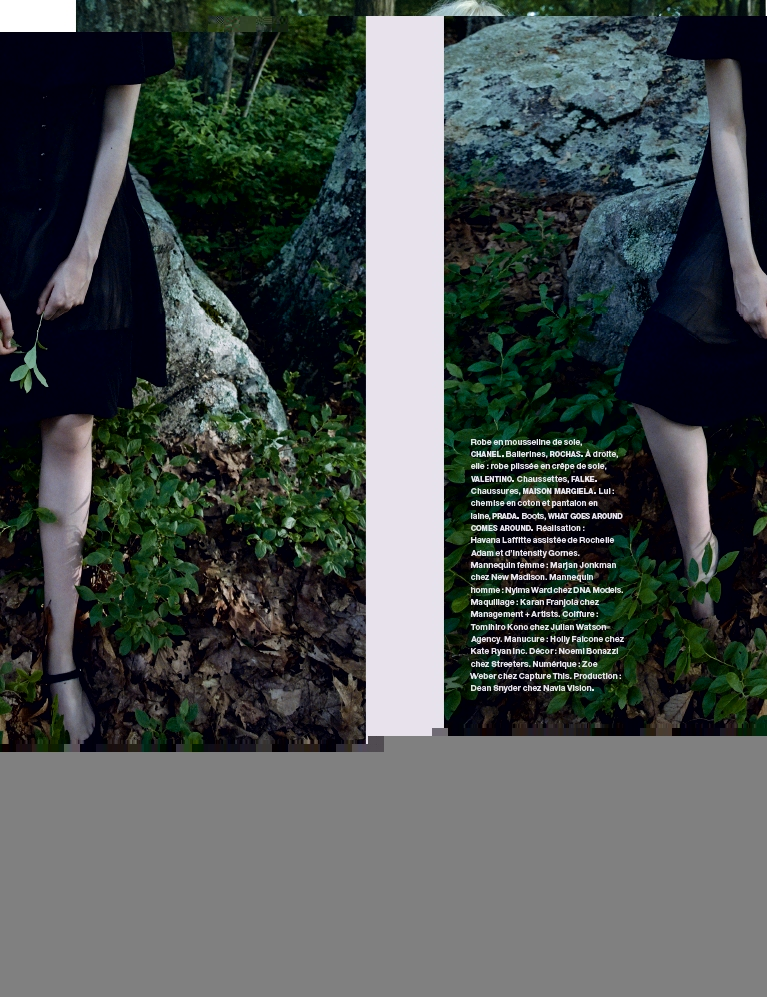 Robe en mousseline de soie,
CHANEL. Ballerines, ROCHAS. À droite,
elle : robe plissée en crêpe de soie,
VALENTINO. Chaussettes, FALKE.
Chaussures, MAISON MARGIELA. Lui :
chemise en coton et pantalon en
laine, PRADA. Boots, WHAT GOES AROUND
COMES AROUND. Réalisation :
Havana Laffitte assistée de Rochelle
Adam et d'Intensity Gomes.
Mannequin femme : Marjan Jonkman
chez New Madison. Mannequin
homme : Nyima Ward chez DNA Models.
Maquillage : Karan Franjola chez
Management + Artists. Coiffure :
Tomihiro Kono chez Julian Watson
Agency. Manucure : Holly Falcone chez
Kate Ryan Inc. Décor : Noemi Bonazzi
chez Streeters. Numérique : Zoe
Weber chez Capture This. Production :
Dean Snyder chez Navia Vision.